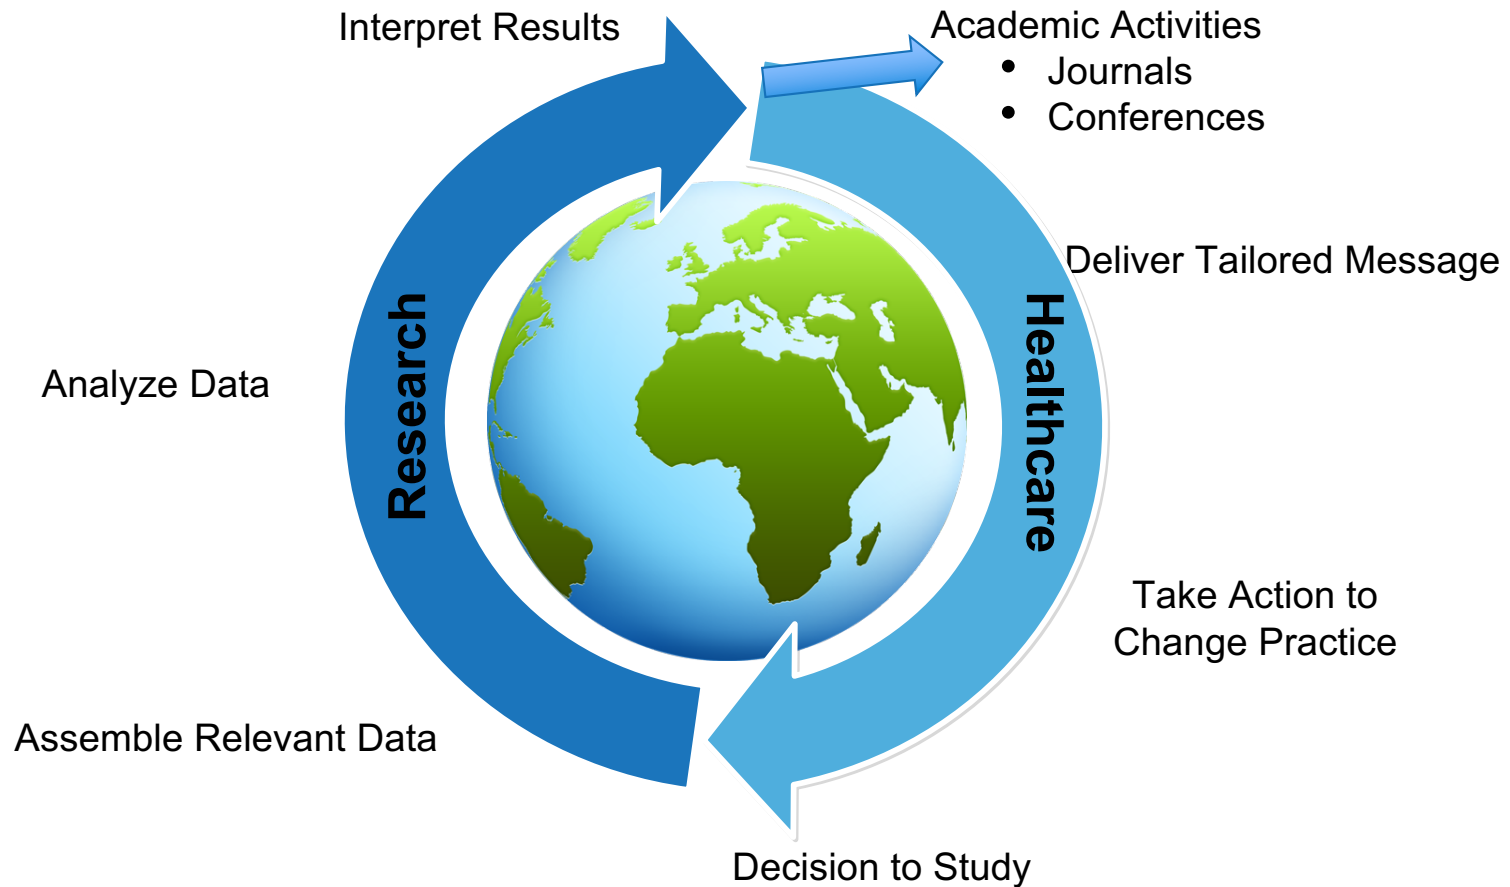 Interpret Results
Academic Activities
• Journals
• Conferences
Deliver Tailored Message
Healthcare
Research
Analyze Data
Take Action to
Change Practice
Assemble Relevant Data
Decision to Study